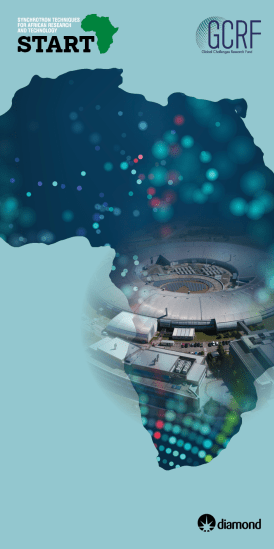 SYNCHROTRON TECHNIQUES
FOR AFRICAN RESEARCH
AND TECHNOLOGY
START
GCRF
Global Challenges Research Fund
diamond